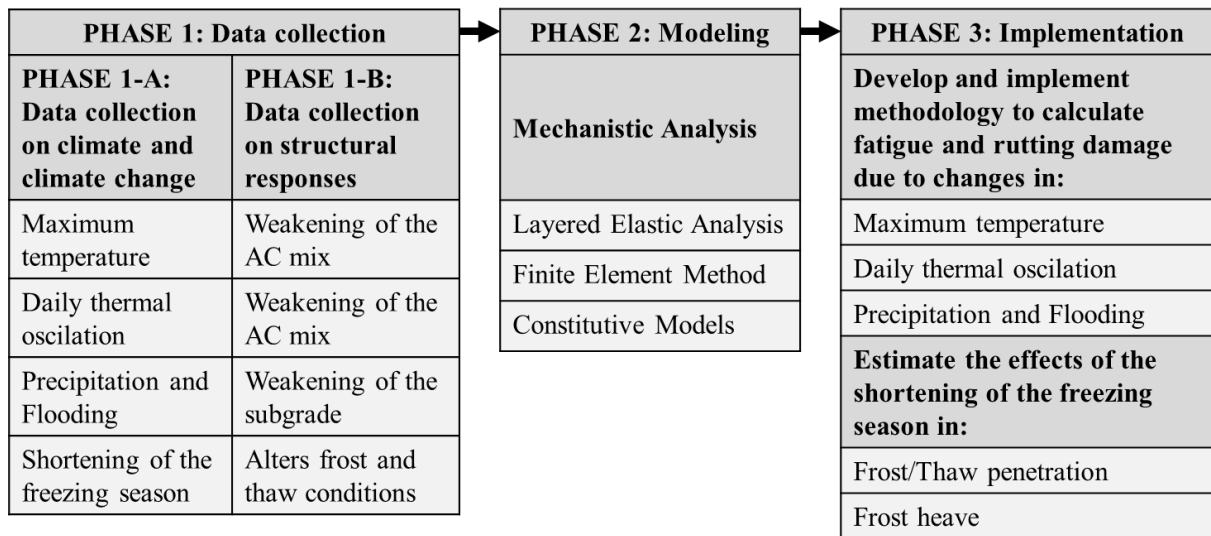 PHASE 1: Data collection
PHASE 1-A:
Data collection
on climate and
climate change
PHASE 1-B:
Data collection
on structural
responses
Maximum
temperature
Weakening of the
AC mix
Daily thermal
oscilation
Weakening of the
AC mix
Precipitation and
Flooding
Weakening of the
subgrade
Shortening of the
freezing season
Alters frost and
thaw conditions
PHASE 2: Modeling
Mechanistic Analysis
Layered Elastic Analysis
Finite Element Method
Constitutive Models
PHASE 3: Implementation
Develop and implement
methodology to calculate
fatigue and rutting damage
due to changes in:
Maximum temperature
Daily thermal oscilation
Precipitation and Flooding
Estimate the effects of the
shortening of the freezing
season in:
Frost/Thaw penetration
Frost heave